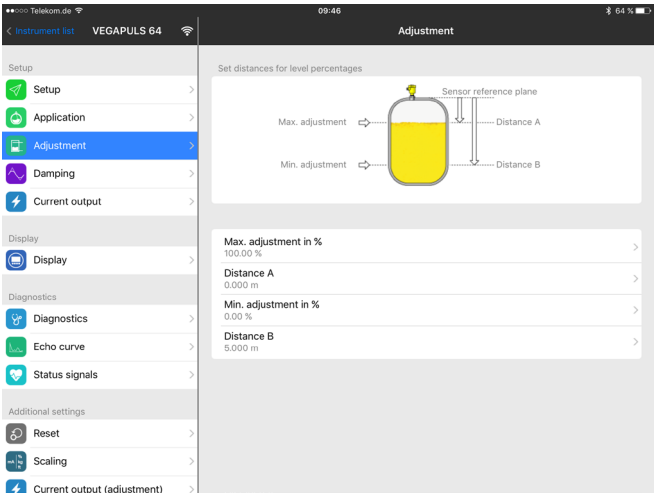 Telekom.de 09:46 64 %
Instrument list VEGAPULS 64 Adjustment
Setup
Setup
Application
Adjustment
Damping
Current output
Display
Display
Diagnostics
Diagnostics
Echo curve
Status signals
Additional settings
Reset
Scaling
Current output (adjustment)
Set distances for level percentages
Sensor reference plane
Max. adjustment Distance A
Min. adjustment Distance B
Max. adjustment in %
100.00 %
Distance A
0.000 m
Min. adjustment in %
0.00 %
Distance B
5.000 m